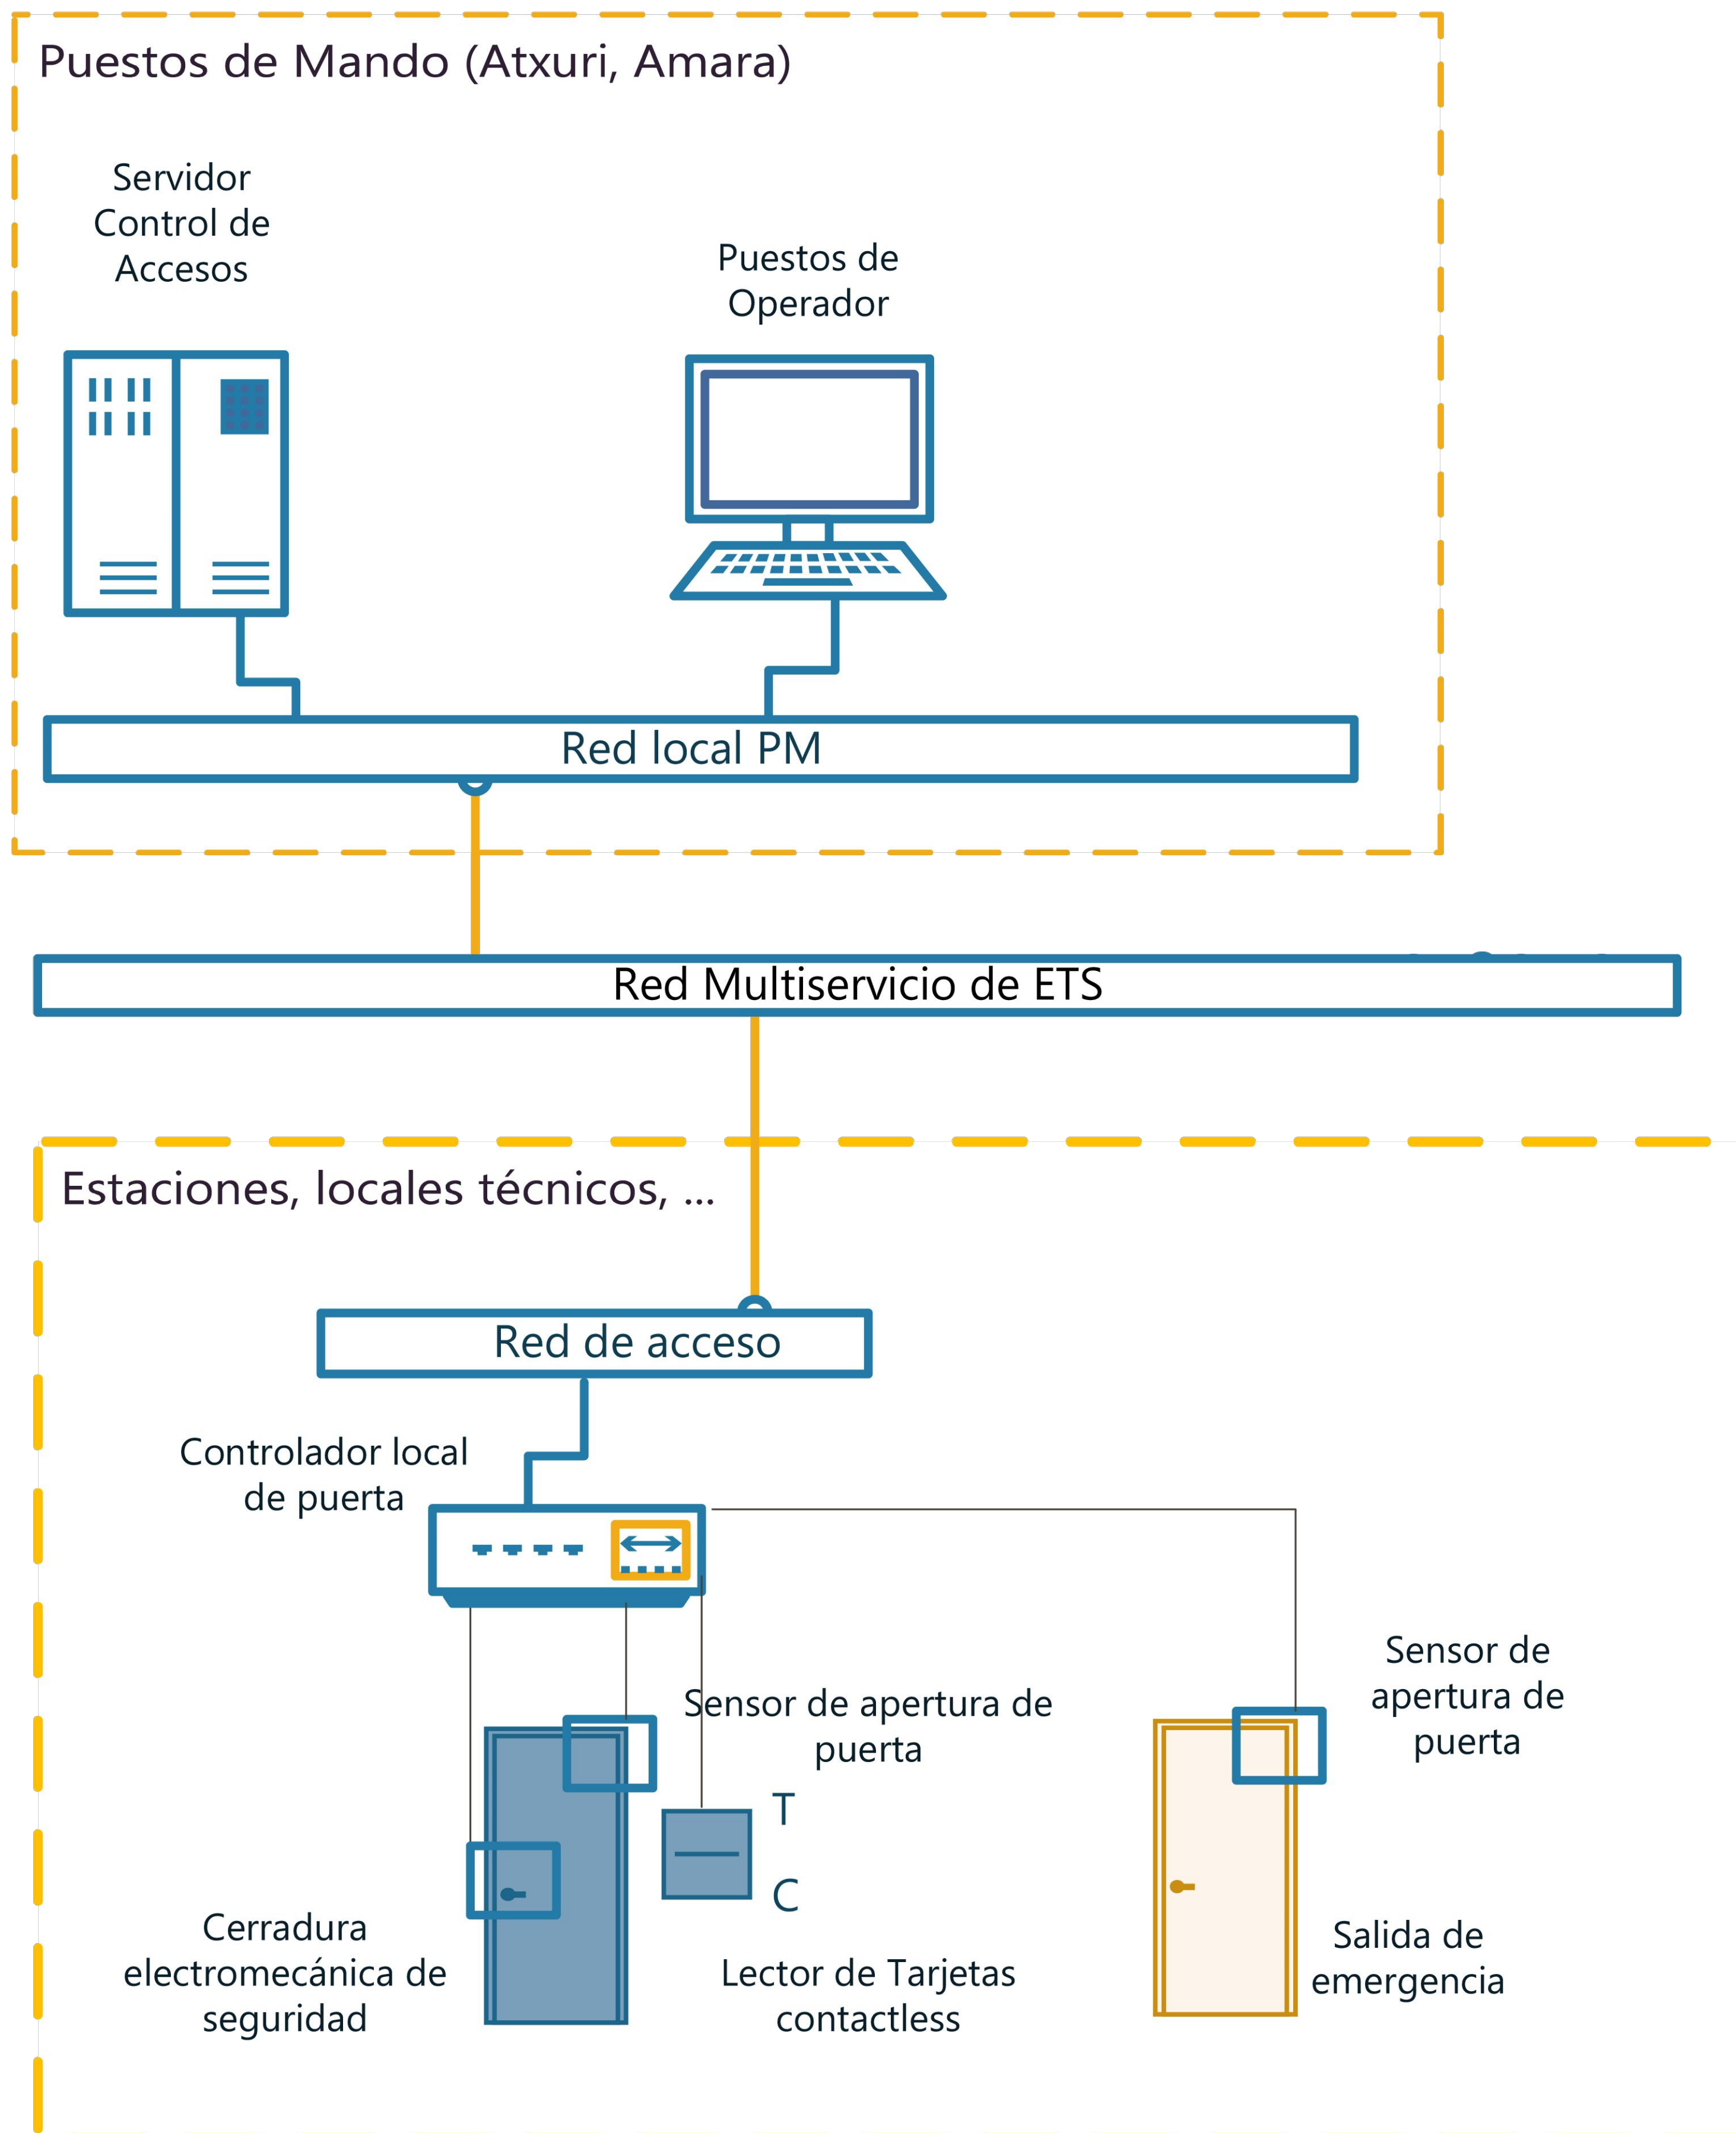 Puestos de Mando (Atxuri, Amara)
Servidor
Control de
Accesos
Puestos de
Operador
Red local PM
Red Multiservicio de ETS
Estaciones, locales técnicos, ...
Red de acceso
Controlador local
de puerta
Sensor de apertura de
puerta
Sensor de
apertura de
puerta
T
C
Cerradura
electromecánica de
seguridad
Lector de Tarjetas
contactless
Salida de
emergencia